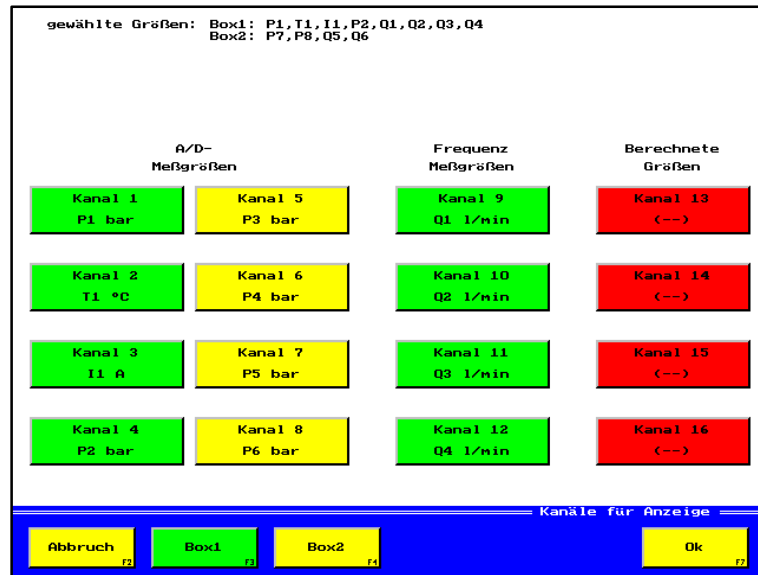 gewählte Größen: Box1: P1,T1,I1,P2,Q1,Q2,Q3,Q4
Box2: P7,P8,Q5,Q6
A/D-
Meßgrößen
Frequenz
Meßgrößen
Berechnete
Größen
Kanal 1
P1 bar
Kanal 5
P3 bar
Kanal 9
Q1 l/min
Kanal 13
(--)
Kanal 2
T1 °C
Kanal 6
P4 bar
Kanal 10
Q2 l/min
Kanal 14
(--)
Kanal 3
I1 A
Kanal 7
P5 bar
Kanal 11
Q3 l/min
Kanal 15
(--)
Kanal 4
P2 bar
Kanal 8
P6 bar
Kanal 12
Q4 l/min
Kanal 16
(--)
Kanäle für Anzeige
Abbruch
F2
Box1
F3
Box2
F4
Ok
F7